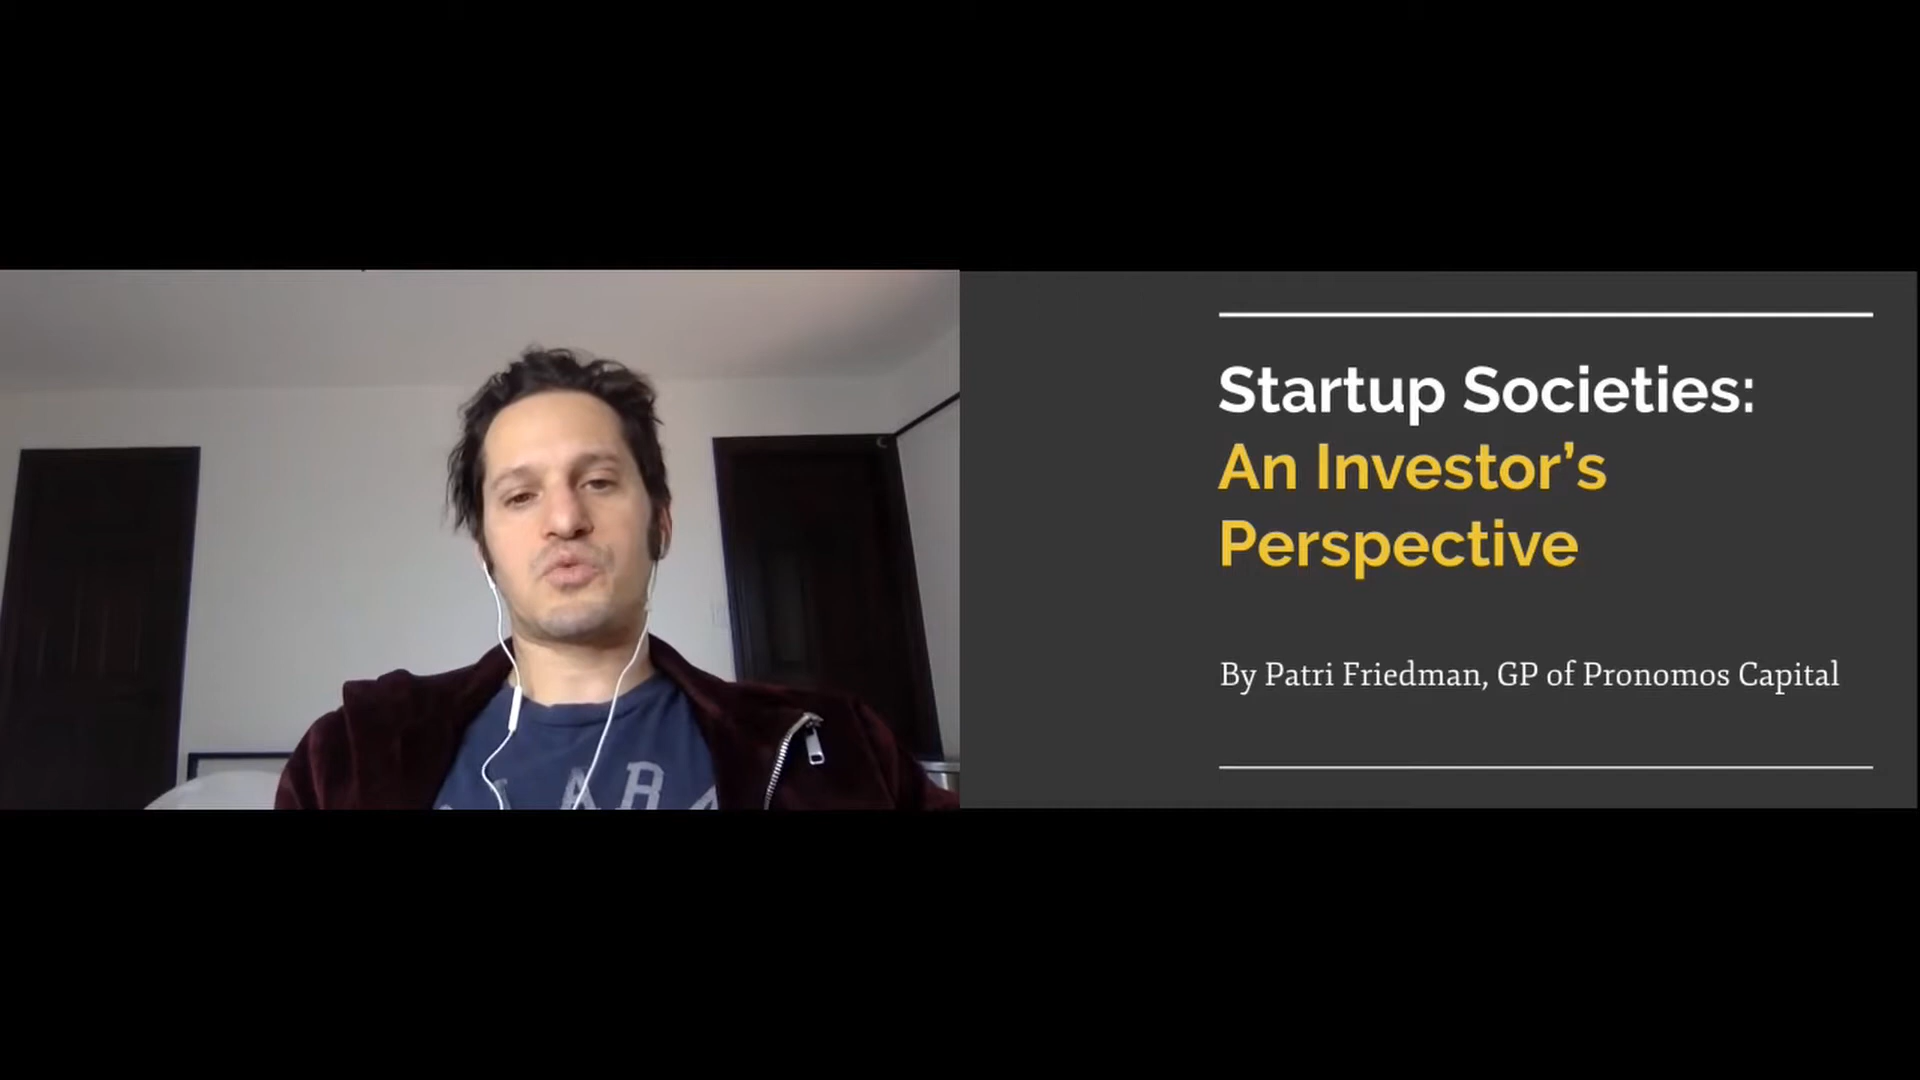 Startup Societies:
An Investor’s
Perspective
By Patri Friedman, GP of Pronomos Capital